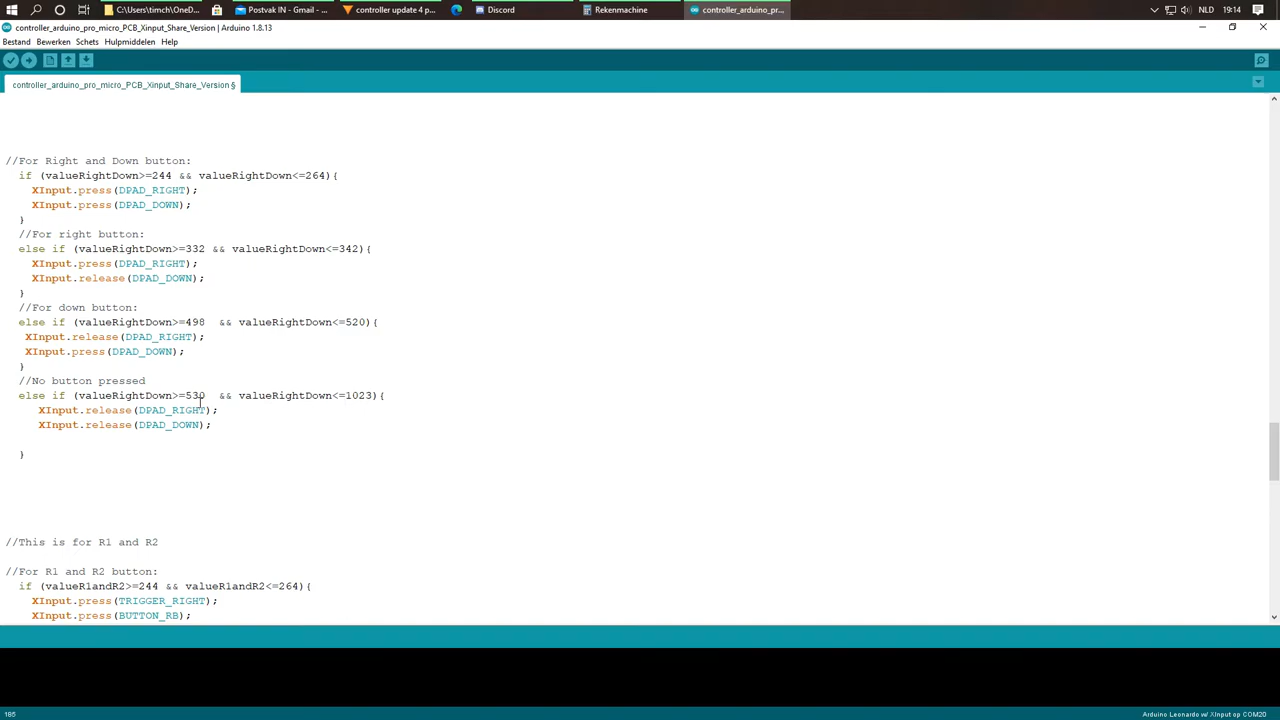 C:\Users\timch\OneD...
Postvak IN - Gmail - ...
controller update 4 p...
Discord
Rekenmachine
controller_arduino_pr...
NLD
19:14
controller_arduino_pro_micro_PCB_Xinput_Share_Version | Arduino 1.8.13
Bestand Bewerken Schets Hulpmiddelen Help
controller_arduino_pro_micro_PCB_Xinput_Share_Version §
//For Right and Down button:
if (valueRightDown>=244 && valueRightDown<=264){
XInput.press(DPAD_RIGHT);
XInput.press(DPAD_DOWN);
}
//For right button:
else if (valueRightDown>=332 && valueRightDown<=342){
XInput.press(DPAD_RIGHT);
XInput.release(DPAD_DOWN);
}
//For down button:
else if (valueRightDown>=498  && valueRightDown<=520){
XInput.release(DPAD_RIGHT);
XInput.press(DPAD_DOWN);
}
//No button pressed
else if (valueRightDown>=530  && valueRightDown<=1023){
XInput.release(DPAD_RIGHT);
XInput.release(DPAD_DOWN);
}
//This is for R1 and R2
//For R1 and R2 button:
if (valueR1andR2>=244 && valueR1andR2<=264){
XInput.press(TRIGGER_RIGHT);
XInput.press(BUTTON_RB);
185
Arduino Leonardo w/ XInput op COM20